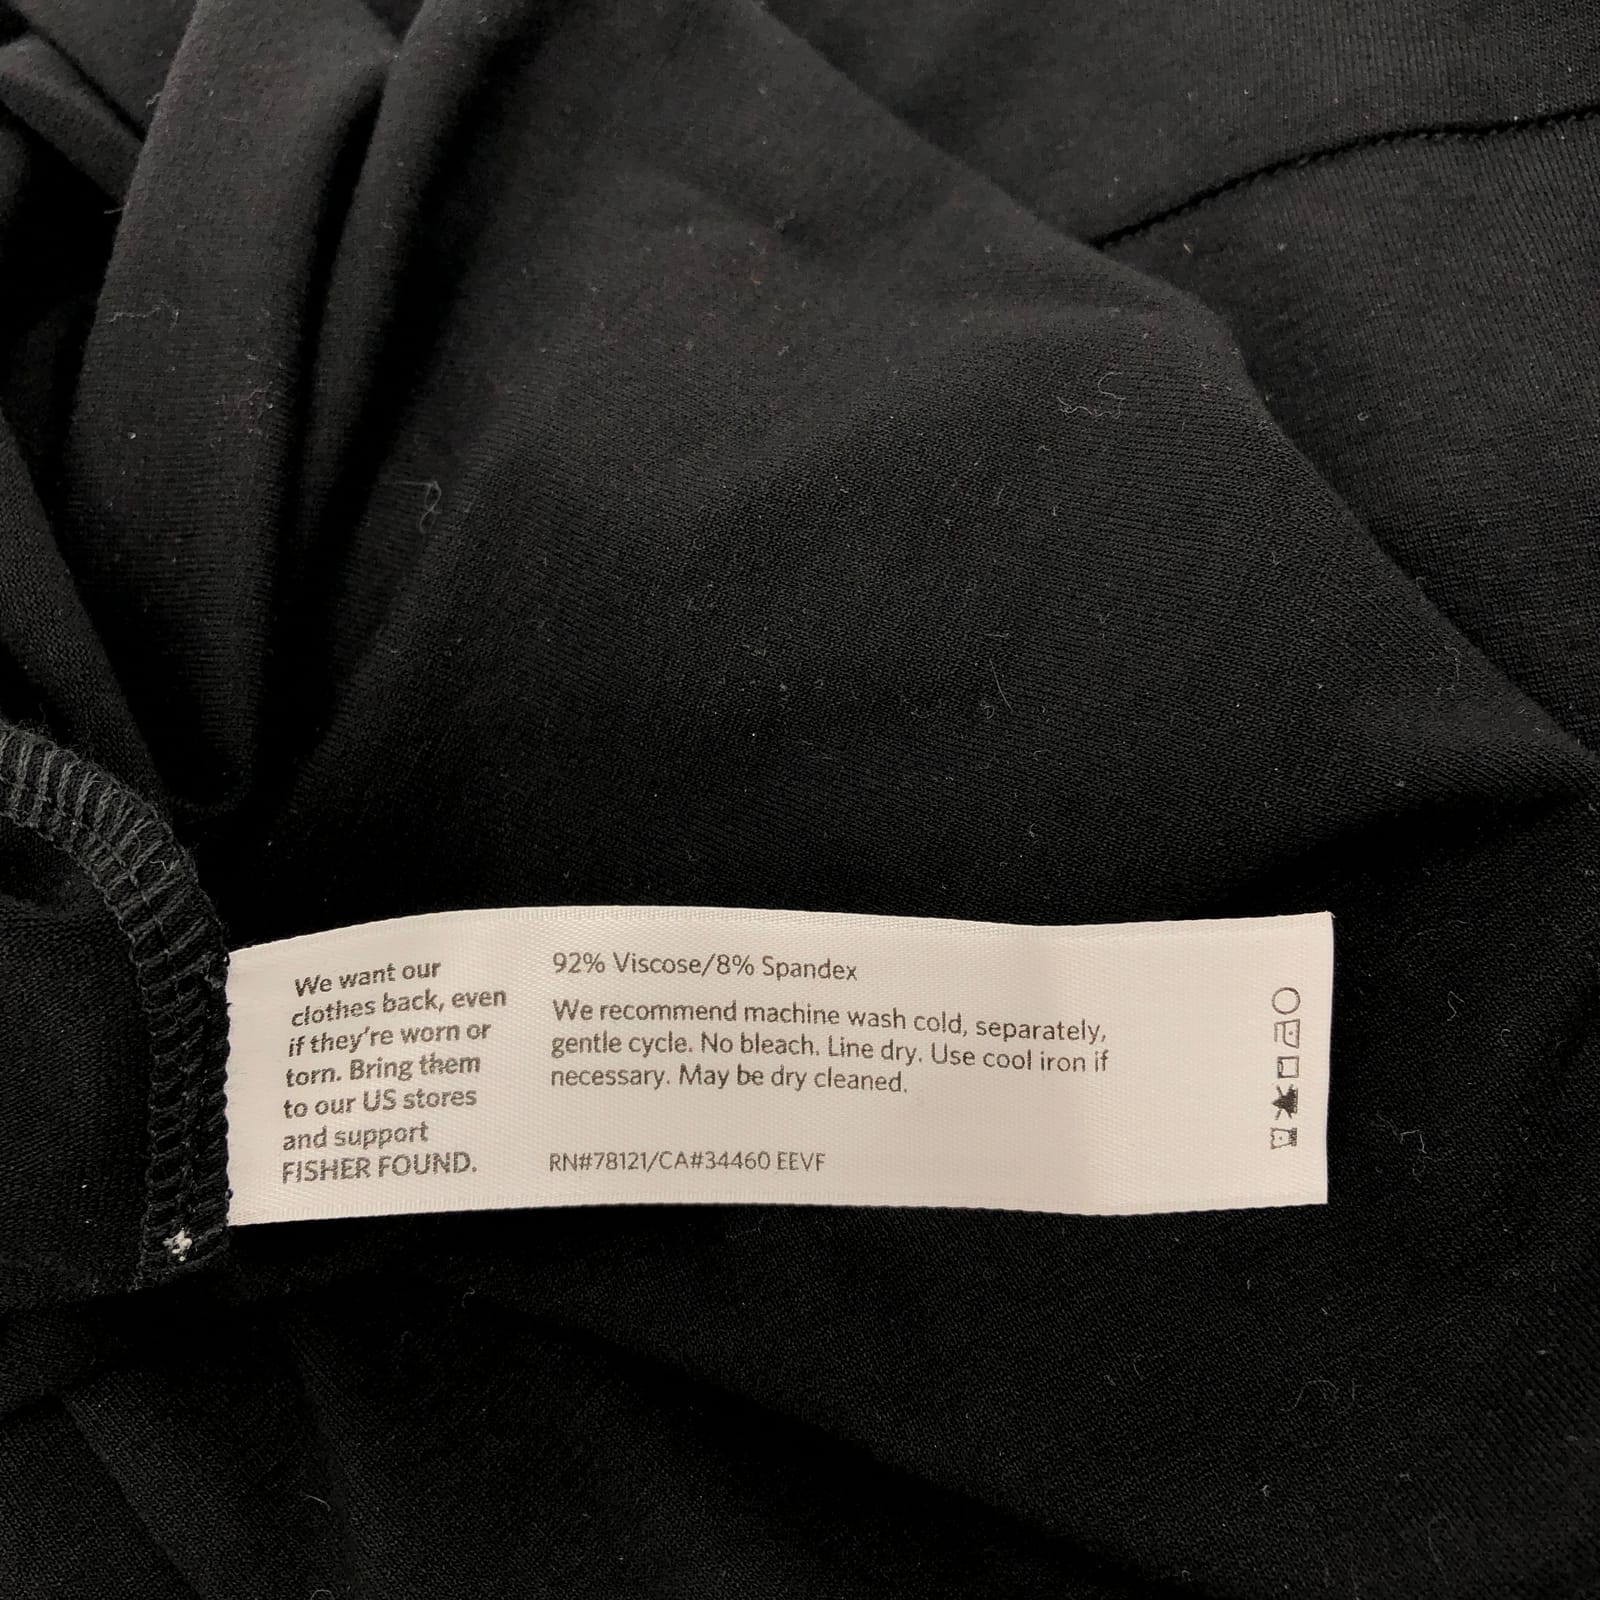 We want our
clothes back, even
if they're worn or
torn. Bring them
to our US stores
and support
FISHER FOUND.
92% Viscose/8% Spandex
We recommend machine wash cold, separately,
gentle cycle. No bleach. Line dry. Use cool iron if
necessary. May be dry cleaned.
RN#78121/CA#34460 EEVF